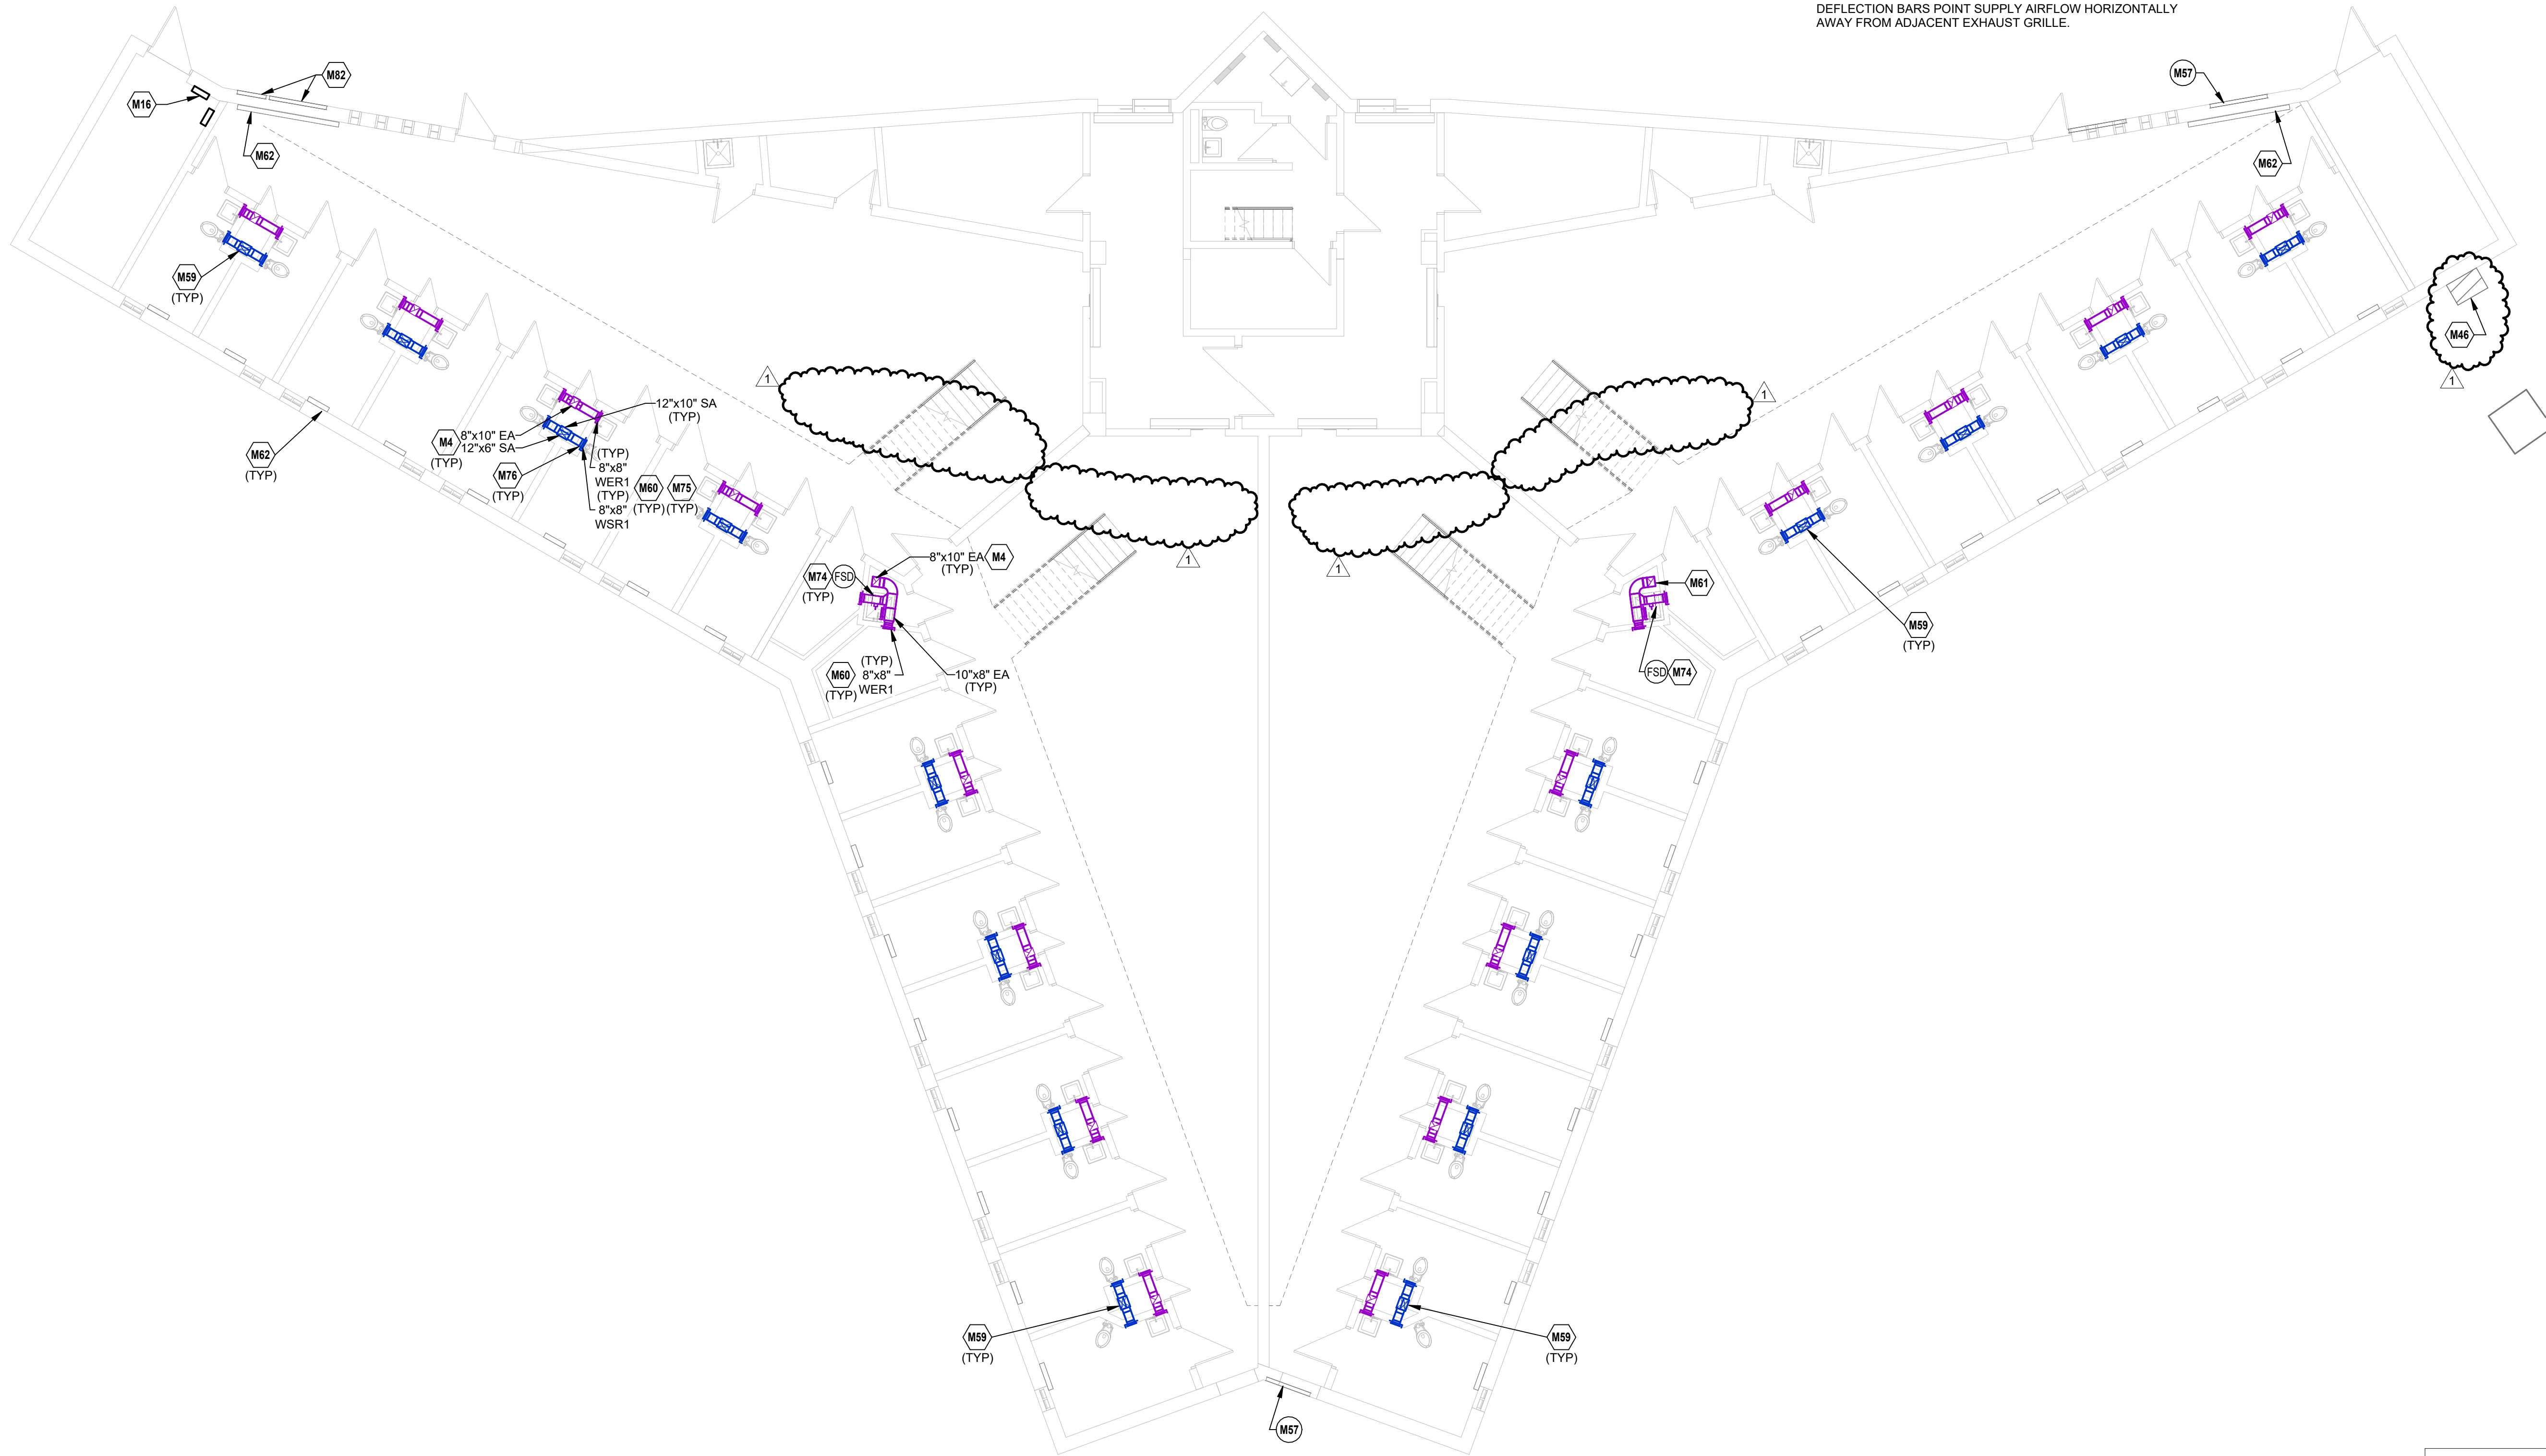 DEFLECTION BARS POINT SUPPLY AIRFLOW HORIZONTALLY
AWAY FROM ADJACENT EXHAUST GRILLE.
M82
M16
M62
M57
M62
M59
(TYP)
M46
1
1
1
12"x10" SA
(TYP)
M4
(TYP)
8"x10" EA
12"x6" SA
M62
(TYP)
M76
(TYP)
(TYP)
8"x8"
WER1
(TYP)
8"x8"
WSR1
M60
(TYP)
M75
(TYP)
1
1
8"x10" EA
(TYP)
M4
M74
(TYP)
FSD
M61
M60
(TYP)
(TYP)
8"x8"
WER1
10"x8" EA
(TYP)
FSD
M74
M59
(TYP)
M59
(TYP)
M59
(TYP)
M57